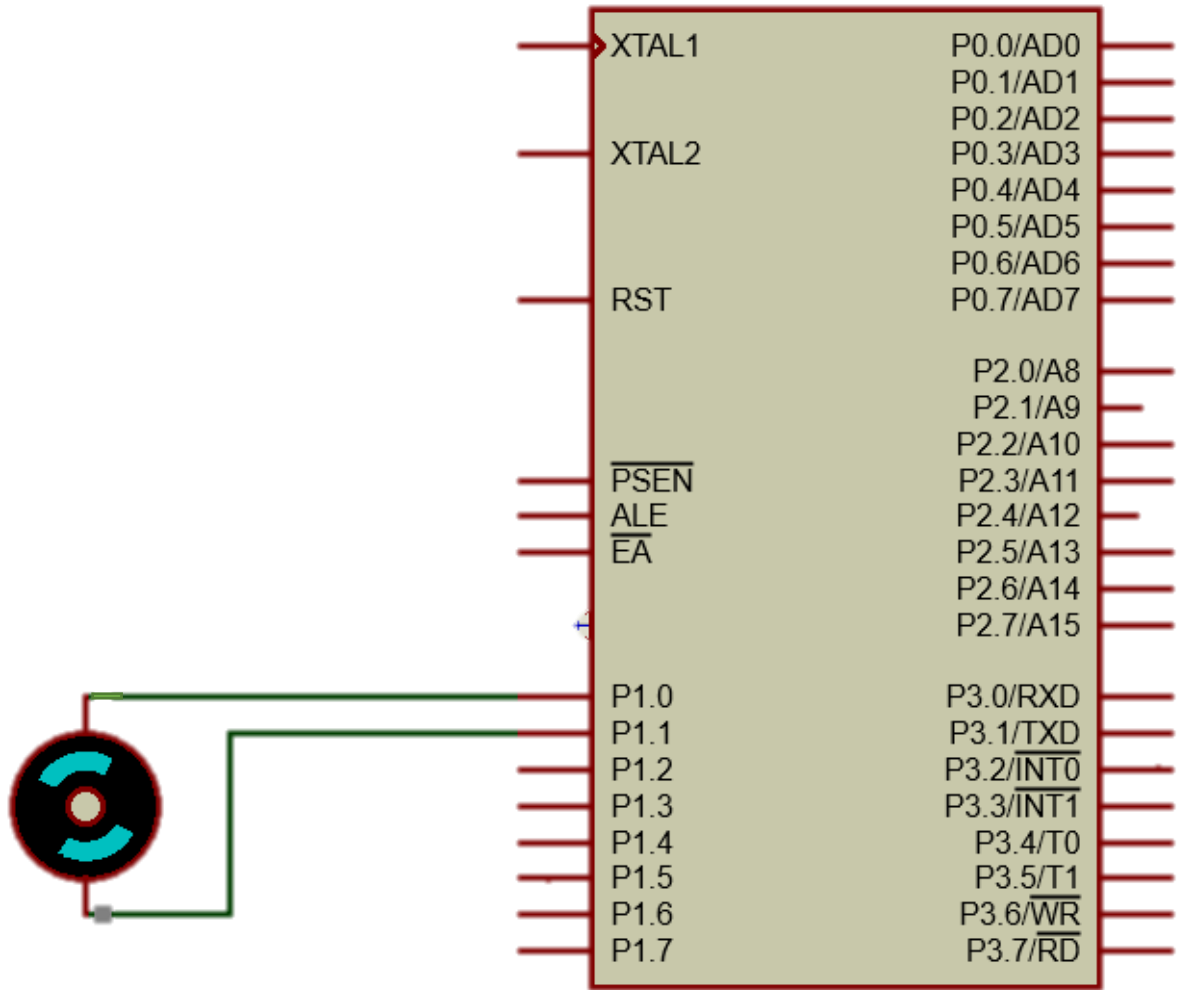 XTAL1
XTAL2
RST
PSEN
ALE
EA
P1.0
P1.1
P1.2
P1.3
P1.4
P1.5
P1.6
P1.7
P0.0/AD0
P0.1/AD1
P0.2/AD2
P0.3/AD3
P0.4/AD4
P0.5/AD5
P0.6/AD6
P0.7/AD7
P2.0/A8
P2.1/A9
P2.2/A10
P2.3/A11
P2.4/A12
P2.5/A13
P2.6/A14
P2.7/A15
P3.0/RXD
P3.1/TXD
P3.2/INT0
P3.3/INT1
P3.4/T0
P3.5/T1
P3.6/WR
P3.7/RD